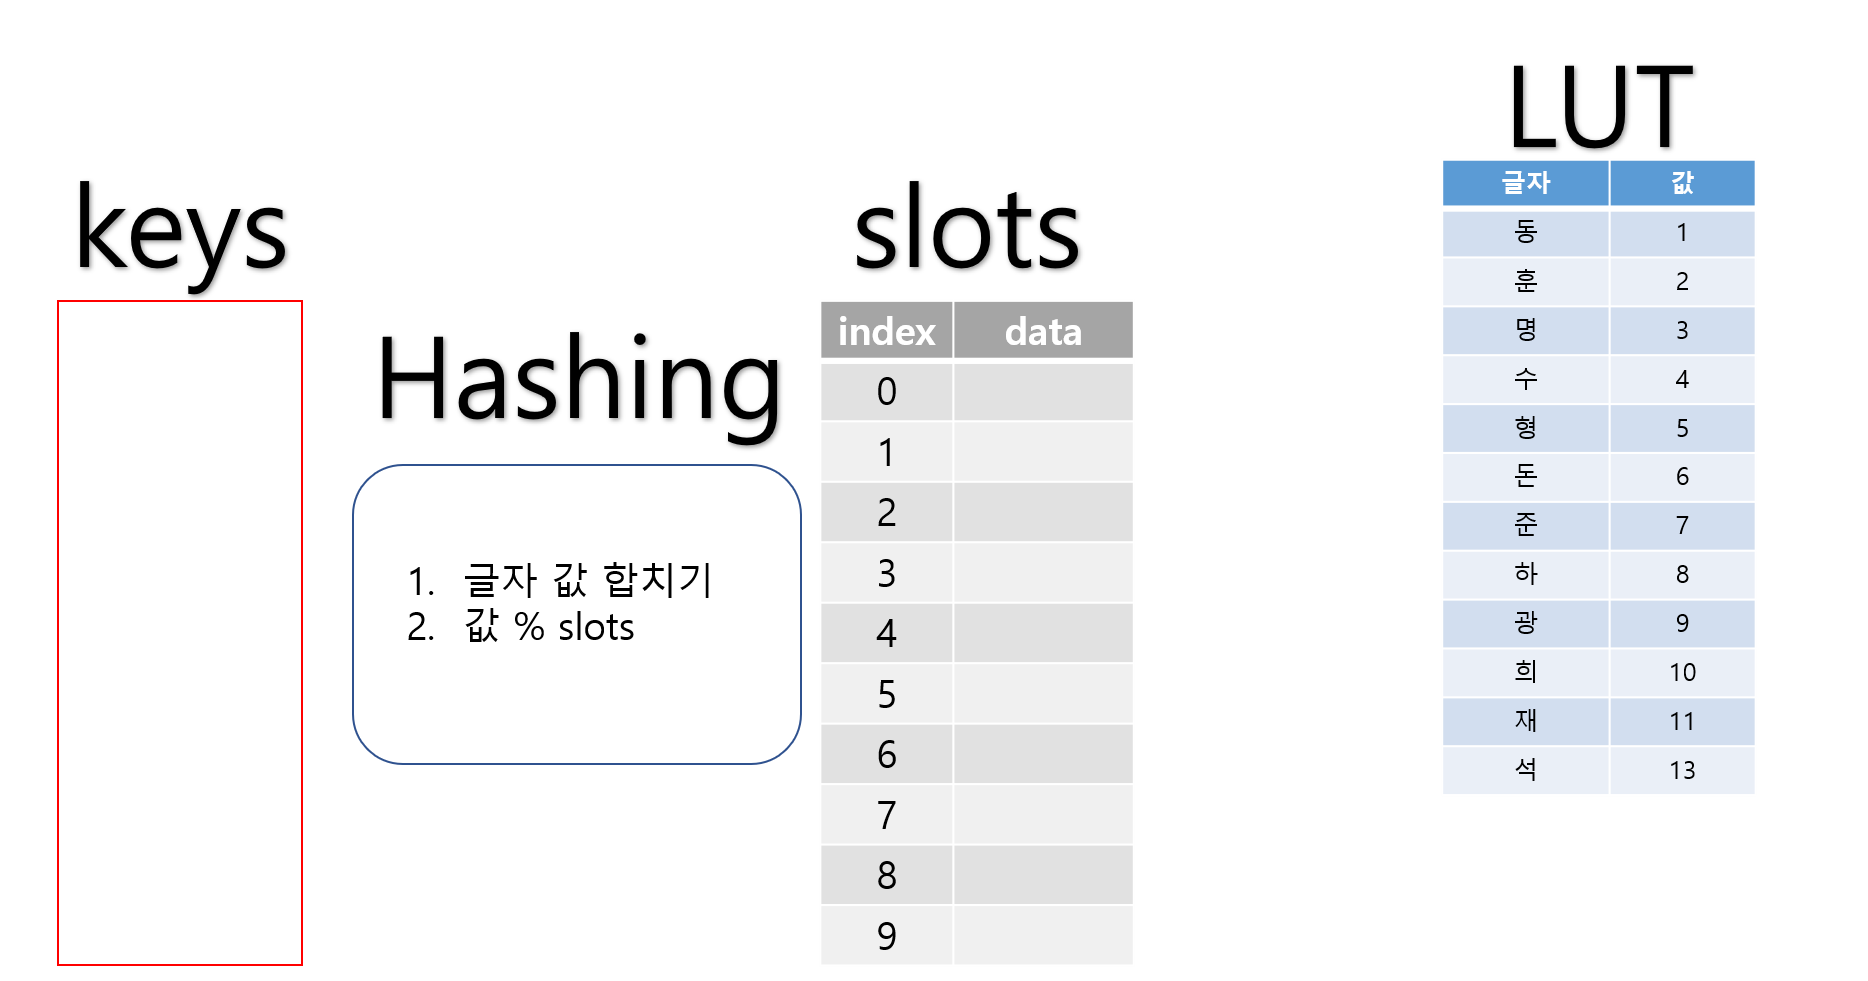 keys
Hashing
1. 글자 값 합치기
2. 값 % slots
slots
index data
0
1
2
3
4
5
6
7
8
9
LUT
글자 값
동 1
훈 2
명 3
수 4
형 5
돈 6
준 7
하 8
광 9
희 10
재 11
석 13